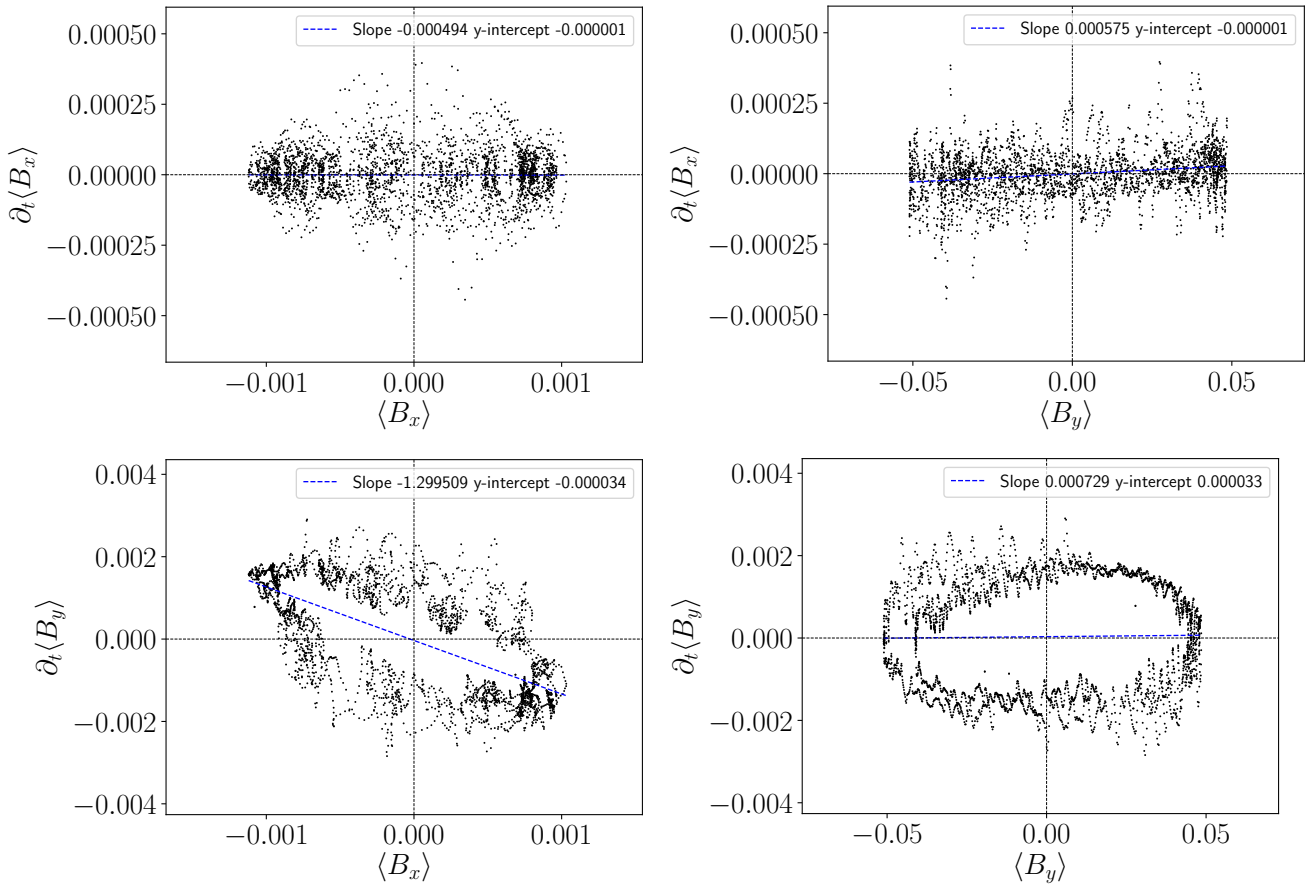 Slope -0.000494 y-intercept -0.000001
0.00050
0.00025
0.00000
−0.00025
−0.00050
∂ₜ⟨Bₓ⟩
−0.001 0.000 0.001
⟨Bₓ⟩
Slope 0.000575 y-intercept -0.000001
0.00050
0.00025
0.00000
−0.00025
−0.00050
∂ₜ⟨Bₓ⟩
−0.05 0.00 0.05
⟨B_y⟩
Slope -1.299509 y-intercept -0.000034
0.004
0.002
0.000
−0.002
−0.004
∂ₜ⟨B_y⟩
−0.001 0.000 0.001
⟨Bₓ⟩
Slope 0.000729 y-intercept 0.000033
0.004
0.002
0.000
−0.002
−0.004
∂ₜ⟨B_y⟩
−0.05 0.00 0.05
⟨B_y⟩